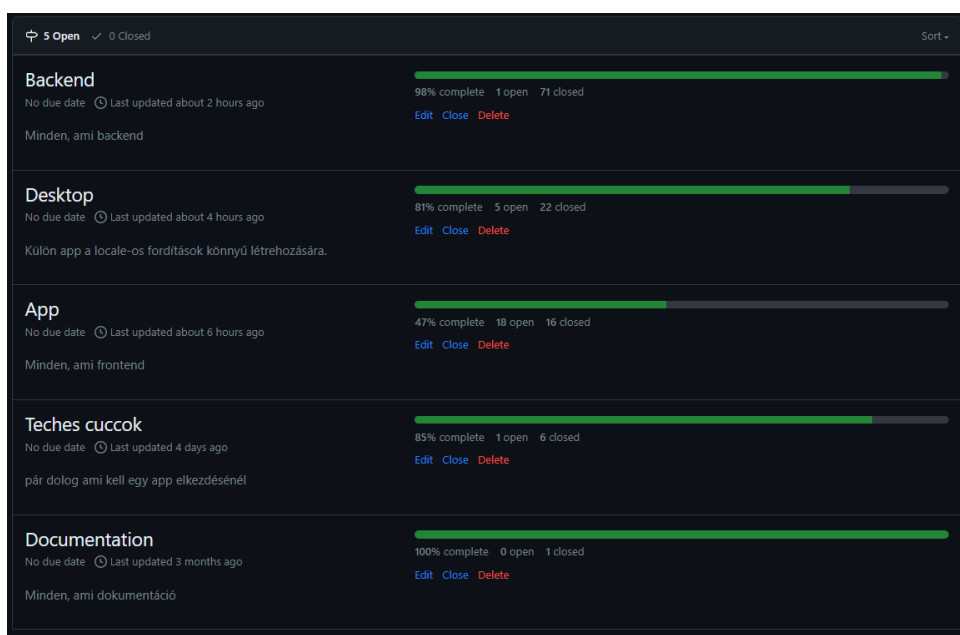 5 Open 0 Closed Sort
Backend
No due date Last updated about 2 hours ago
Minden, ami backend
98% complete 1 open 71 closed
Edit Close Delete
Desktop
No due date Last updated about 4 hours ago
Külön app a locale-os fordítások könnyű létrehozására.
81% complete 5 open 22 closed
Edit Close Delete
App
No due date Last updated about 6 hours ago
Minden, ami frontend
47% complete 18 open 16 closed
Edit Close Delete
Teches cuccok
No due date Last updated 4 days ago
pár dolog ami kell egy app elkezdésénél
85% complete 1 open 6 closed
Edit Close Delete
Documentation
No due date Last updated 3 months ago
Minden, ami dokumentáció
100% complete 0 open 1 closed
Edit Close Delete